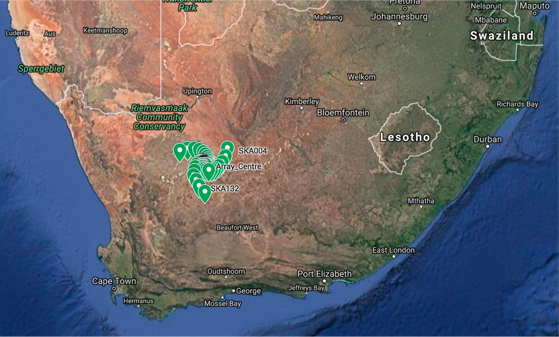 Park
Pretoria
Maputo
Nelspruit
Mahikeng
Johannesburg
Mbabane
Swaziland
Luderitz
Aus
Keetmanshoop
Sperrgebiet
Welkom
Upington
Riemvasmaak
Community
Conservancy
Kimberley
Bloemfontein
Richards Bay
Lesotho
Durban
SKA004
Array_Centre
SKA132
Mthatha
Beaufort West
East London
Oudtshoorn
Port Elizabeth
Cape Town
George
Jeffreys Bay
Hermanus
Mossel Bay